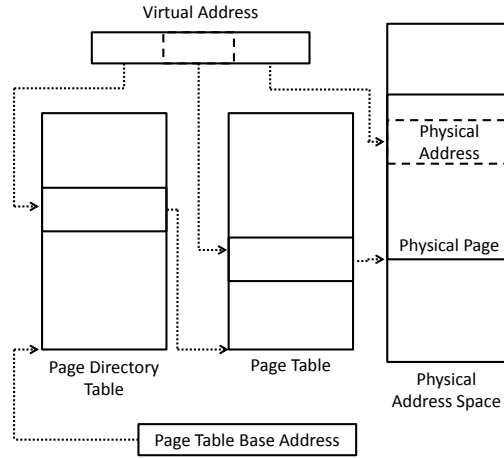 Virtual Address
Physical
Address
Physical Page
Page Directory
Table
Page Table
Physical
Address Space
Page Table Base Address